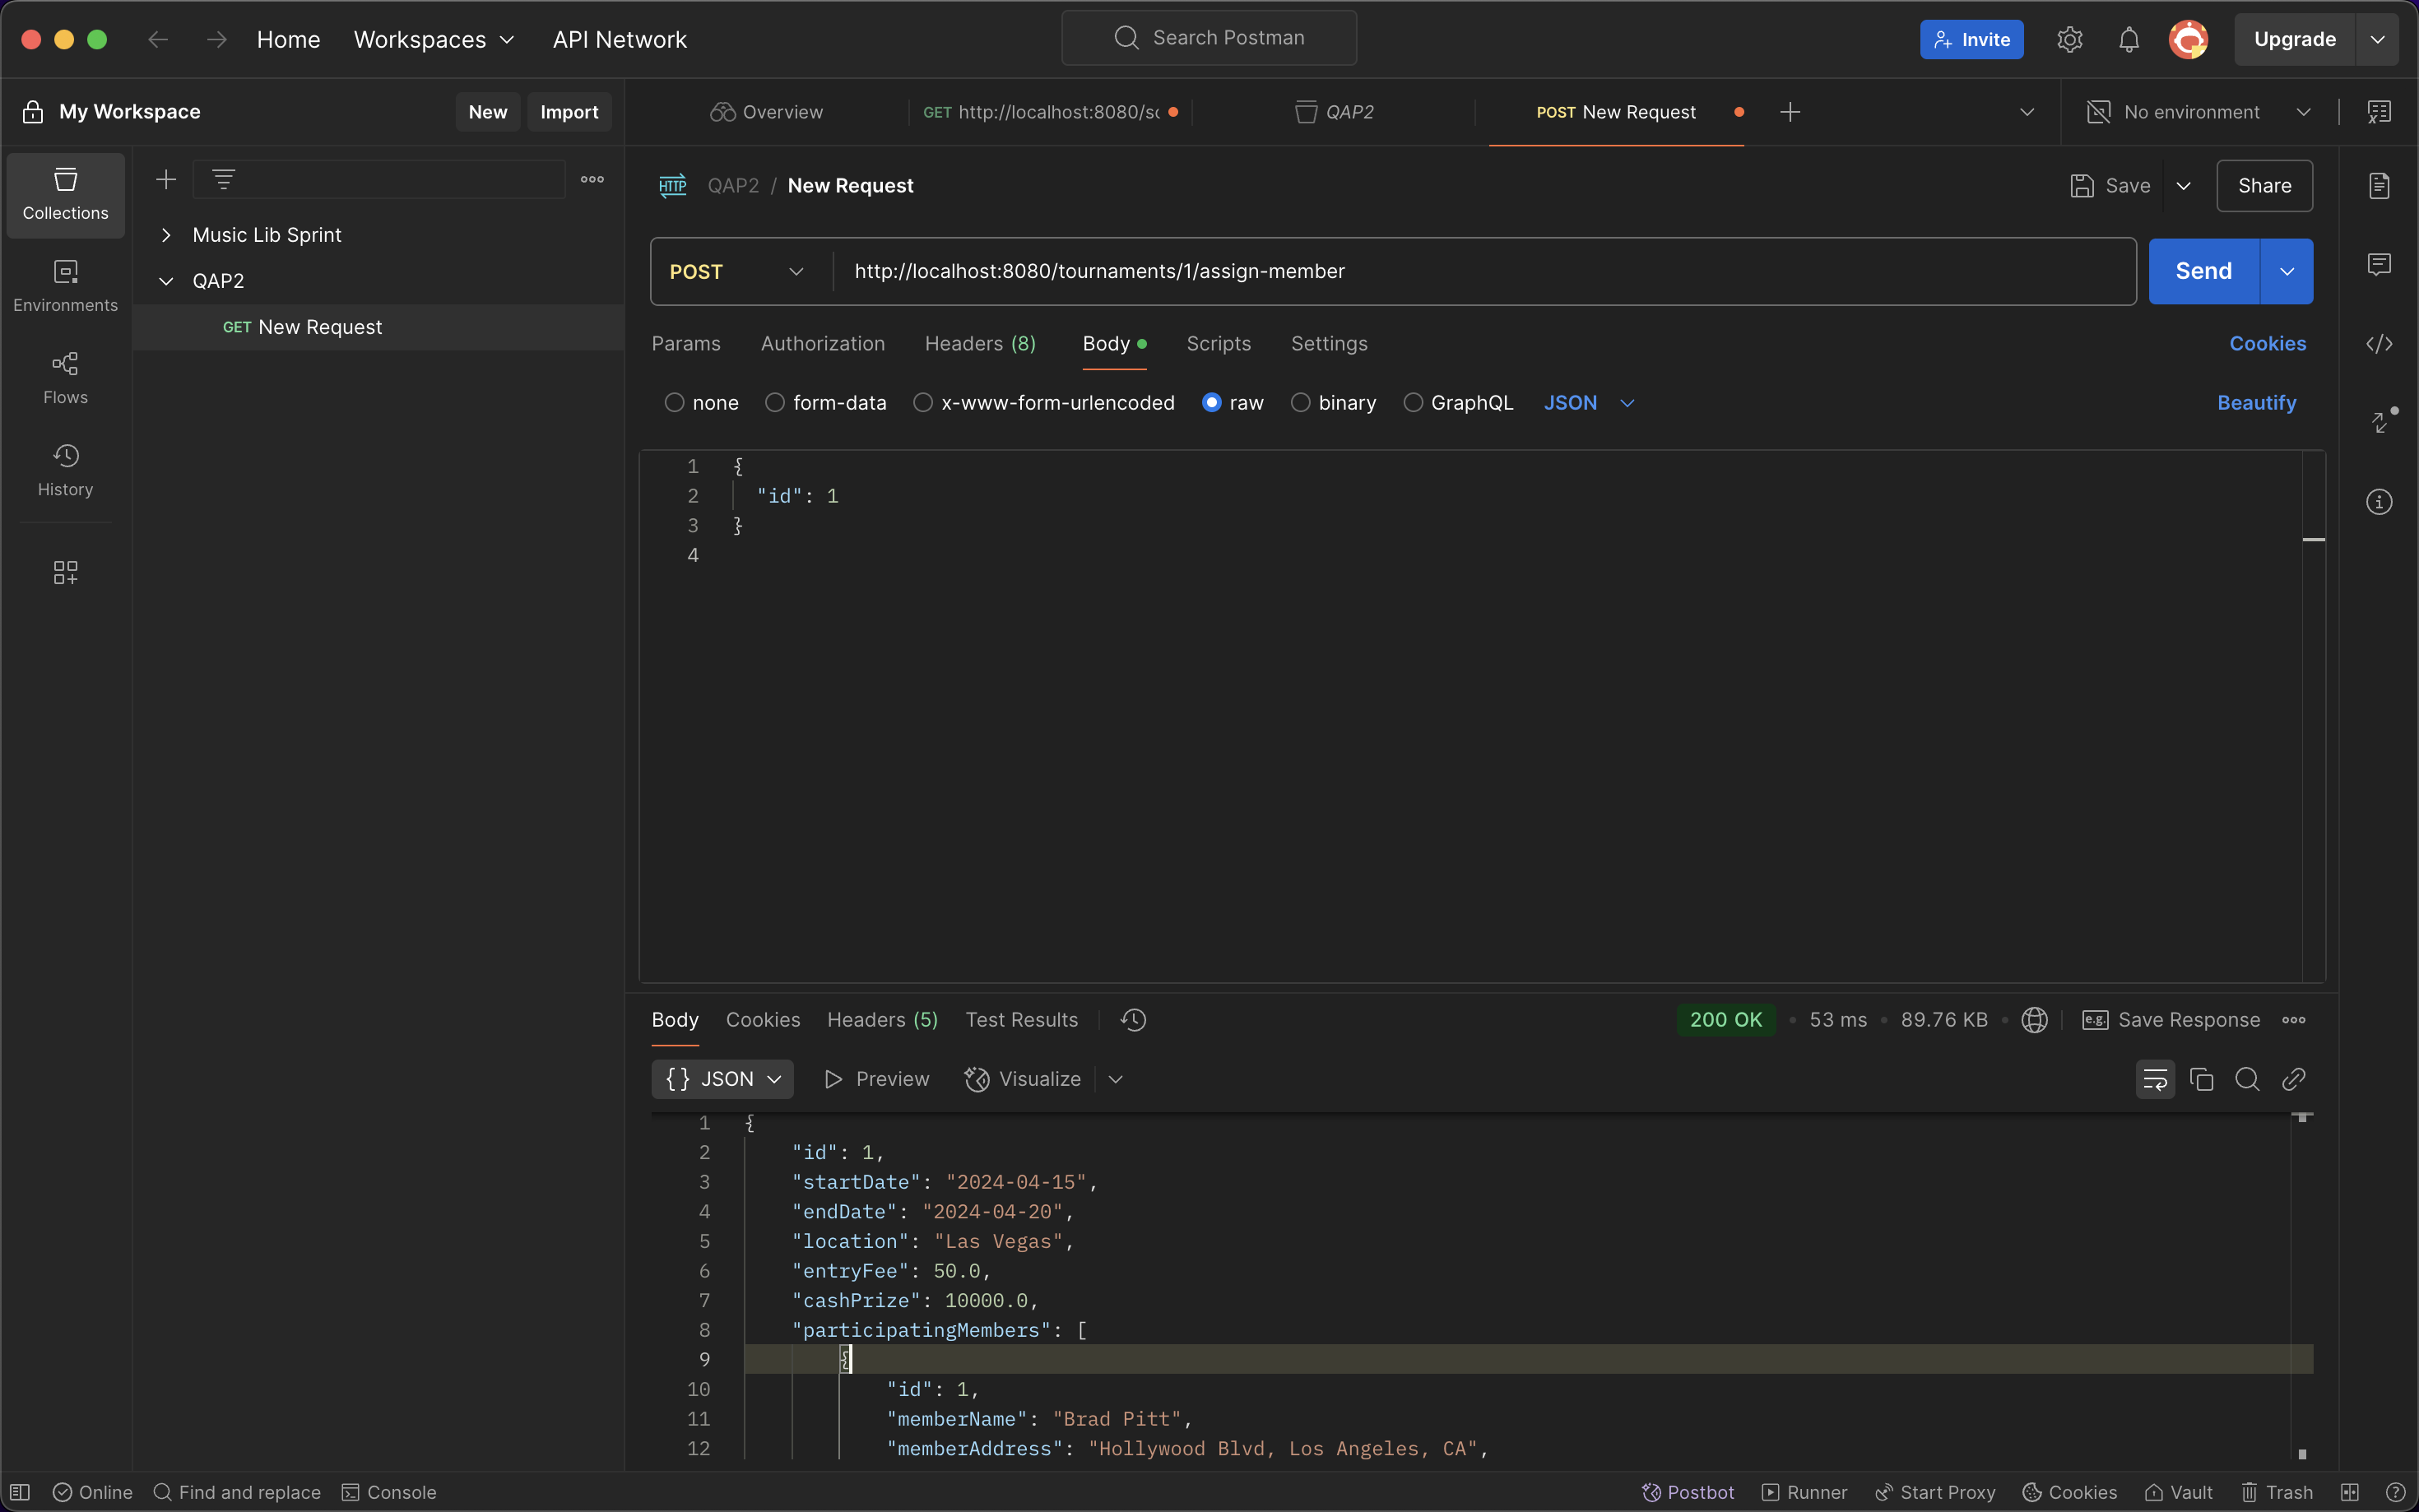 Home Workspaces API Network Search Postman Invite Upgrade
My Workspace New Import Overview GET http://localhost:8080/sc QAP2 POST New Request No environment
Collections
Environments
Flows
History
Music Lib Sprint
QAP2
GET New Request
HTTP QAP2 / New Request Save Share
POST http://localhost:8080/tournaments/1/assign-member Send
Params Authorization Headers (8) Body Scripts Settings Cookies
none form-data x-www-form-urlencoded raw binary GraphQL JSON Beautify
1 {
2 "id": 1
3 }
4
Body Cookies Headers (5) Test Results 200 OK • 53 ms • 89.76 KB • e.g. Save Response
{} JSON Preview Visualize
1 {
2 "id": 1,
3 "startDate": "2024-04-15",
4 "endDate": "2024-04-20",
5 "location": "Las Vegas",
6 "entryFee": 50.0,
7 "cashPrize": 10000.0,
8 "participatingMembers": [
9 {
10 "id": 1,
11 "memberName": "Brad Pitt",
12 "memberAddress": "Hollywood Blvd, Los Angeles, CA",
Online Find and replace Console Postbot Runner Start Proxy Cookies Vault Trash